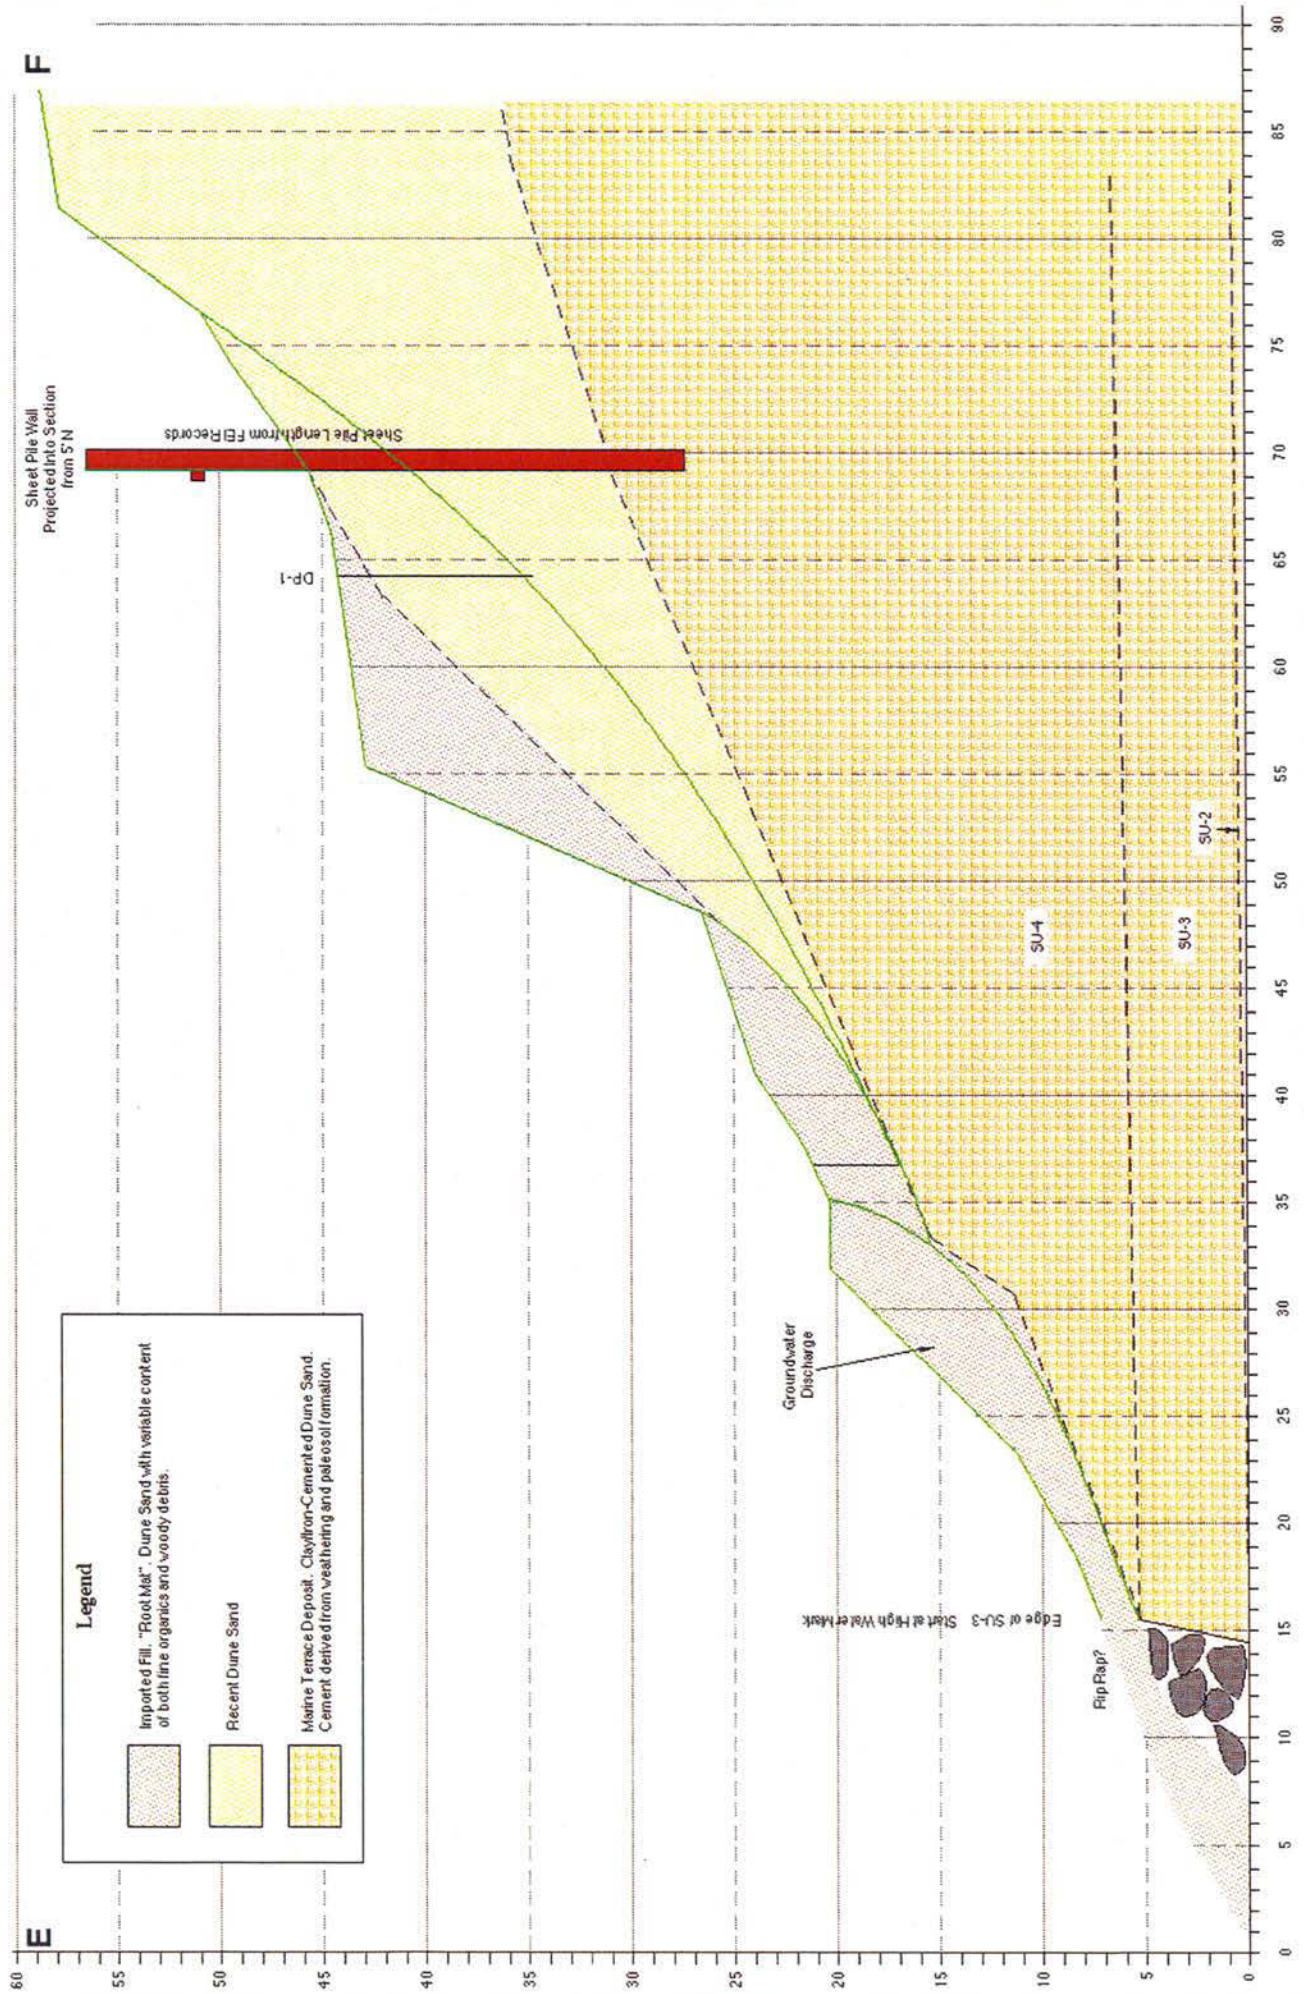 E
F
60
55
50
45
40
35
30
25
20
15
10
5
0
Legend
Imported Fill. "Root Mat". Dune Sand with variable content
of both fine organics and woody debris.
Recent Dune Sand
Marine Terrace Deposit. Clay/Iron-Cemented Dune Sand.
Cement derived from weathering and paleosol formation.
Sheet Pile Wall
Projected Into Section
from 5' N
Sheet Pile Length from FEI Records
DP-1
Groundwater
Discharge
Edge of SU-3 Start at High Water Mark
Rip Rap?
SU-4
SU-3
SU-2
0
5
10
15
20
25
30
35
40
45
50
55
60
65
70
75
80
85
90